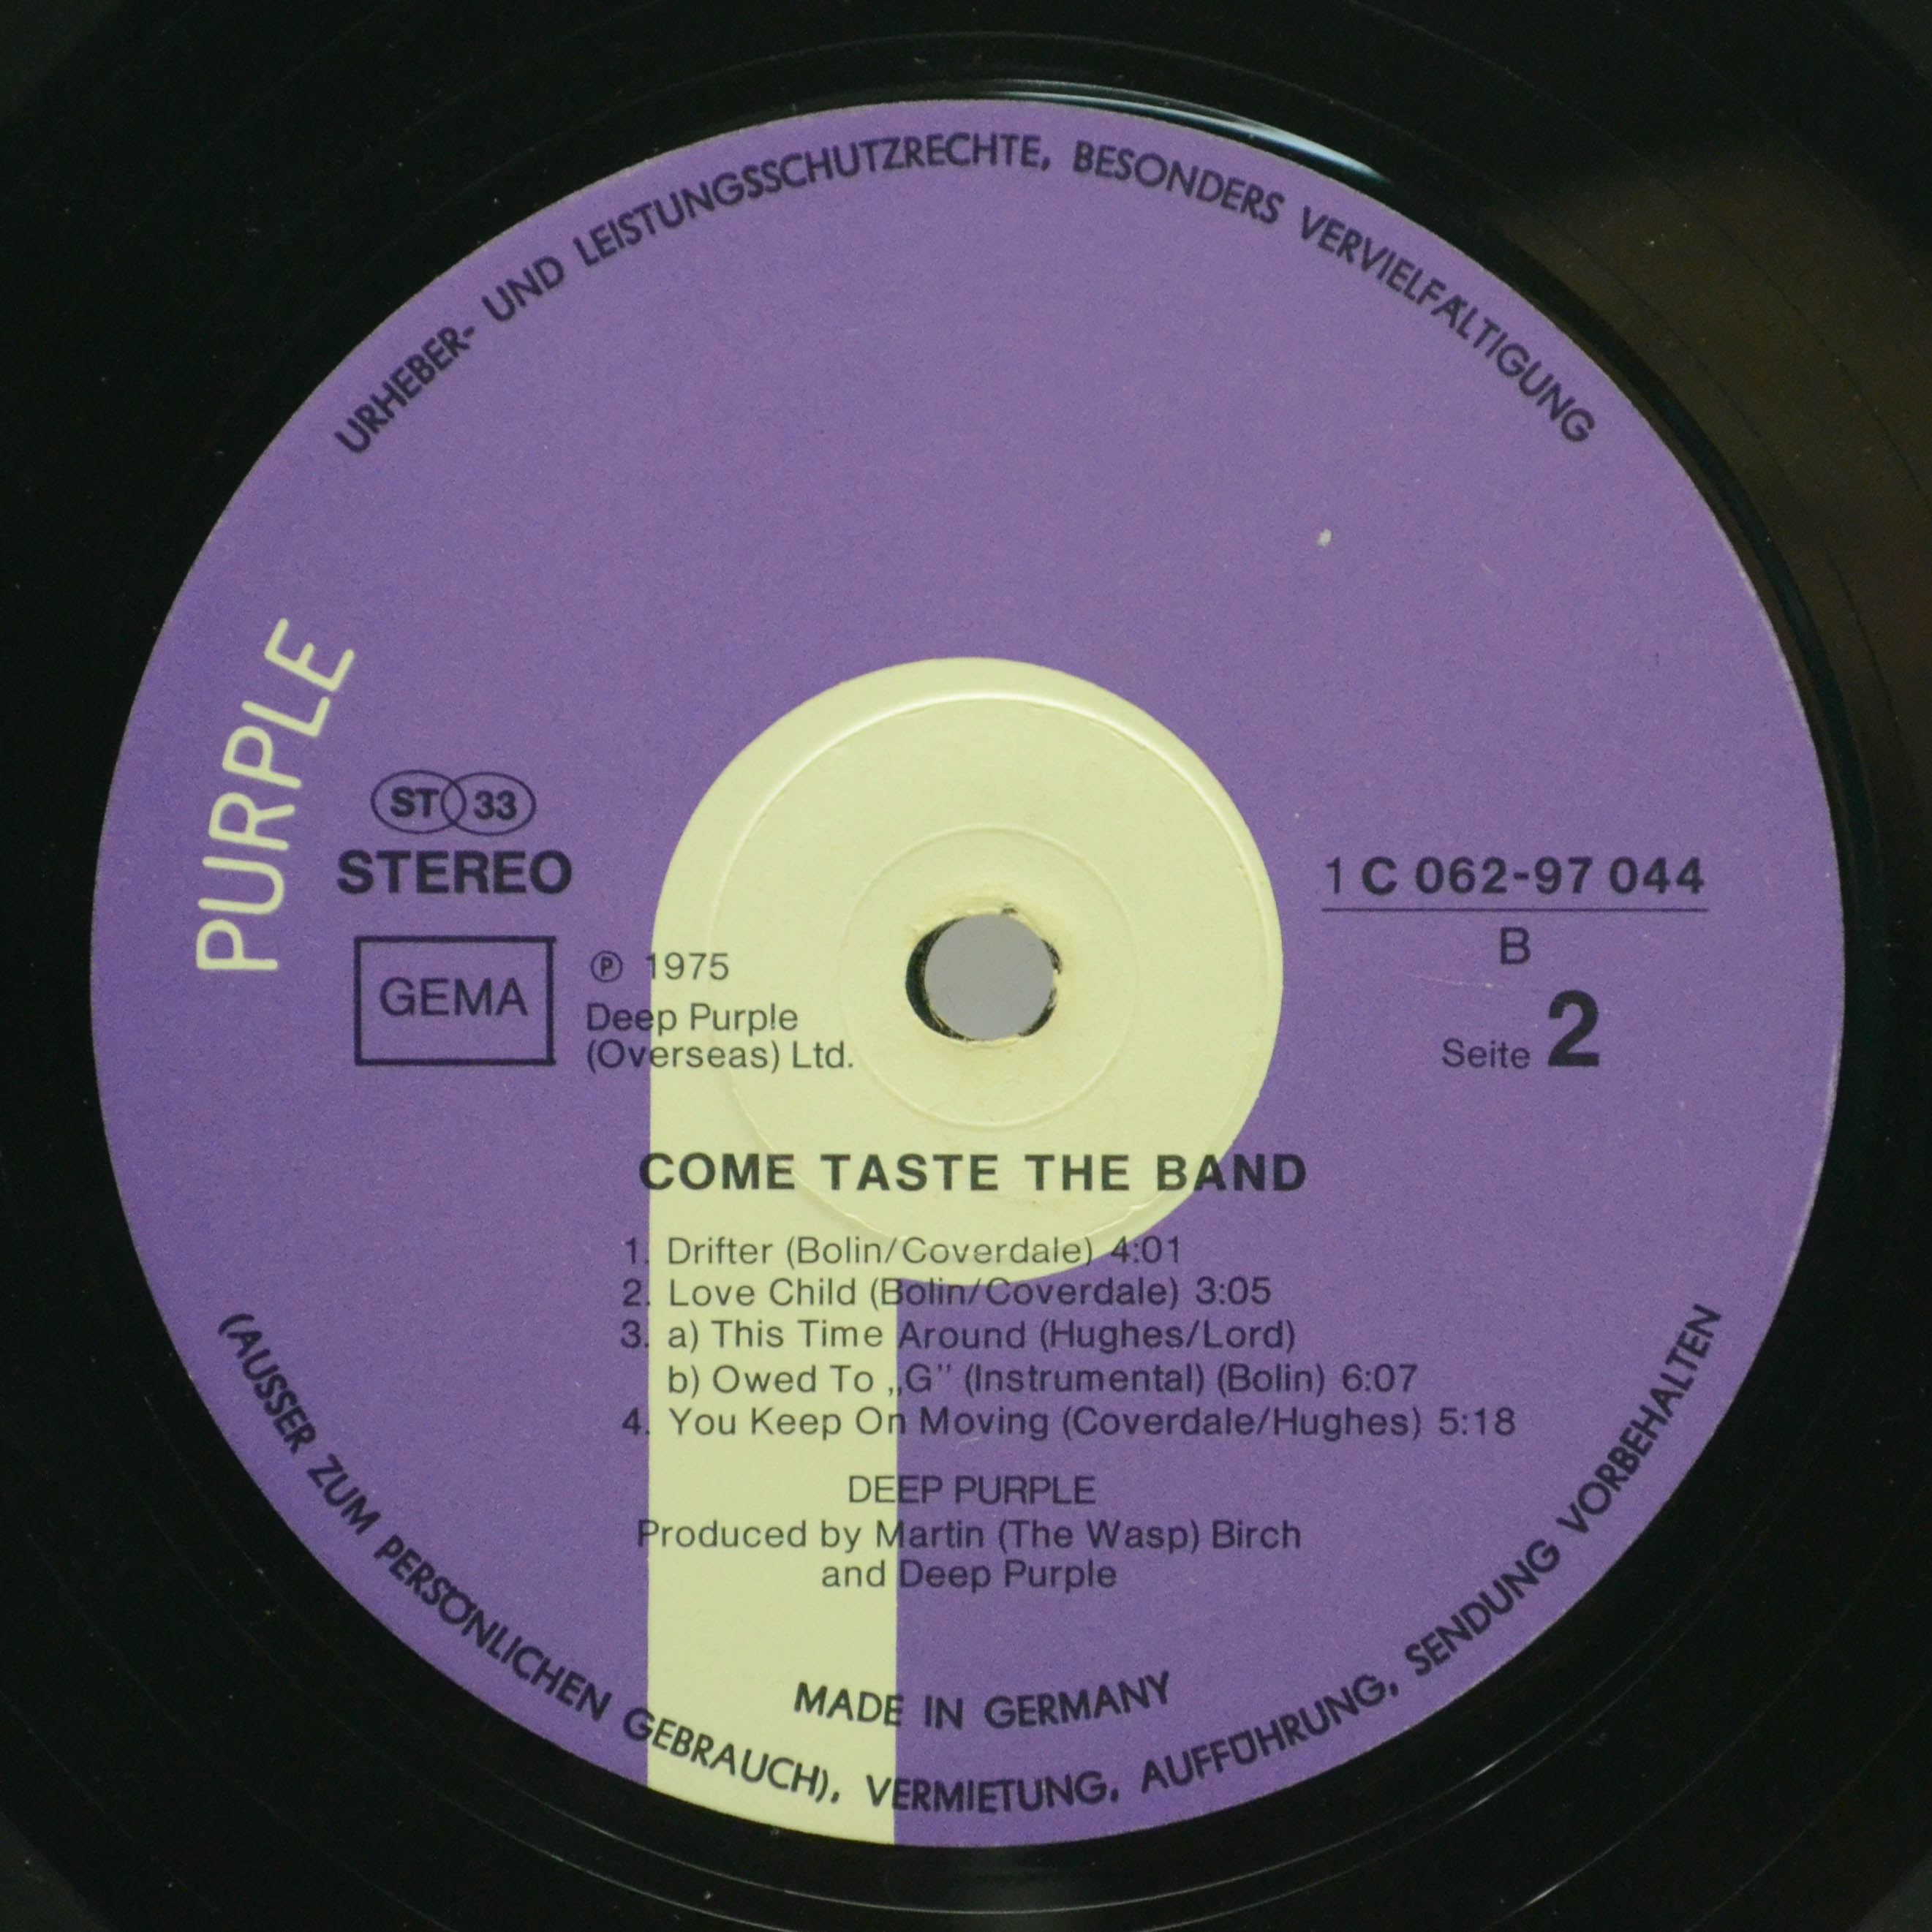 URHEBER- UND LEISTUNGSSCHUTZRECHTE, BESONDERS VERVIELFÄLTIGUNG
PURPLE
ST 33
STEREO
GEMA
℗ 1975
Deep Purple
(Overseas) Ltd.
1 C 062-97 044
B
Seite 2
COME TASTE THE BAND
1. Drifter (Bolin/Coverdale) 4:01
2. Love Child (Bolin/Coverdale) 3:05
3. a) This Time Around (Hughes/Lord)
b) Owed To „G” (Instrumental) (Bolin) 6:07
4. You Keep On Moving (Coverdale/Hughes) 5:18
DEEP PURPLE
Produced by Martin (The Wasp) Birch
and Deep Purple
MADE IN GERMANY
(AUSSER ZUM PERSÖNLICHEN GEBRAUCH), VERMIETUNG, AUFFÜHRUNG, SENDUNG VORBEHALTEN